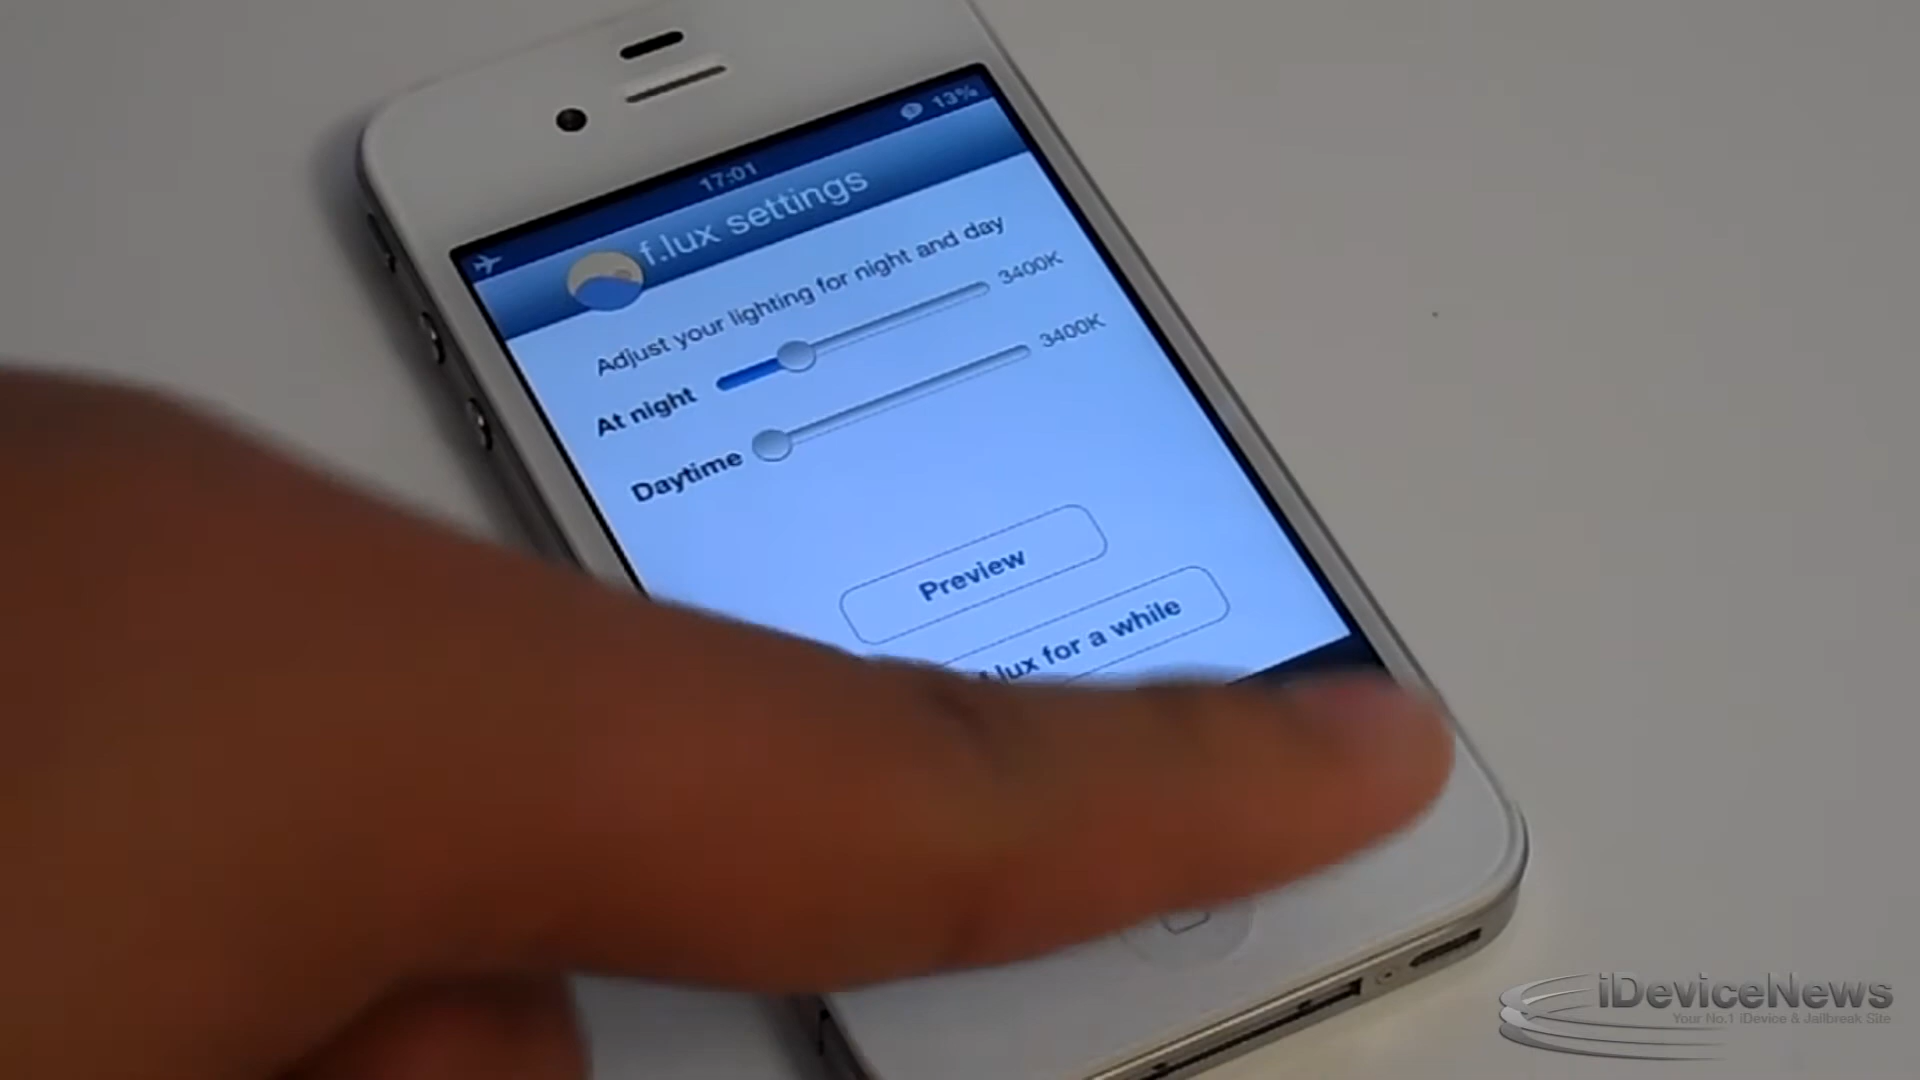 13%
17:01
f.lux settings
Adjust your lighting for night and day
At night 3400K
Daytime 3400K
Preview
f.lux for a while
iDeviceNews
Your No.1 iDevice & Jailbreak Site